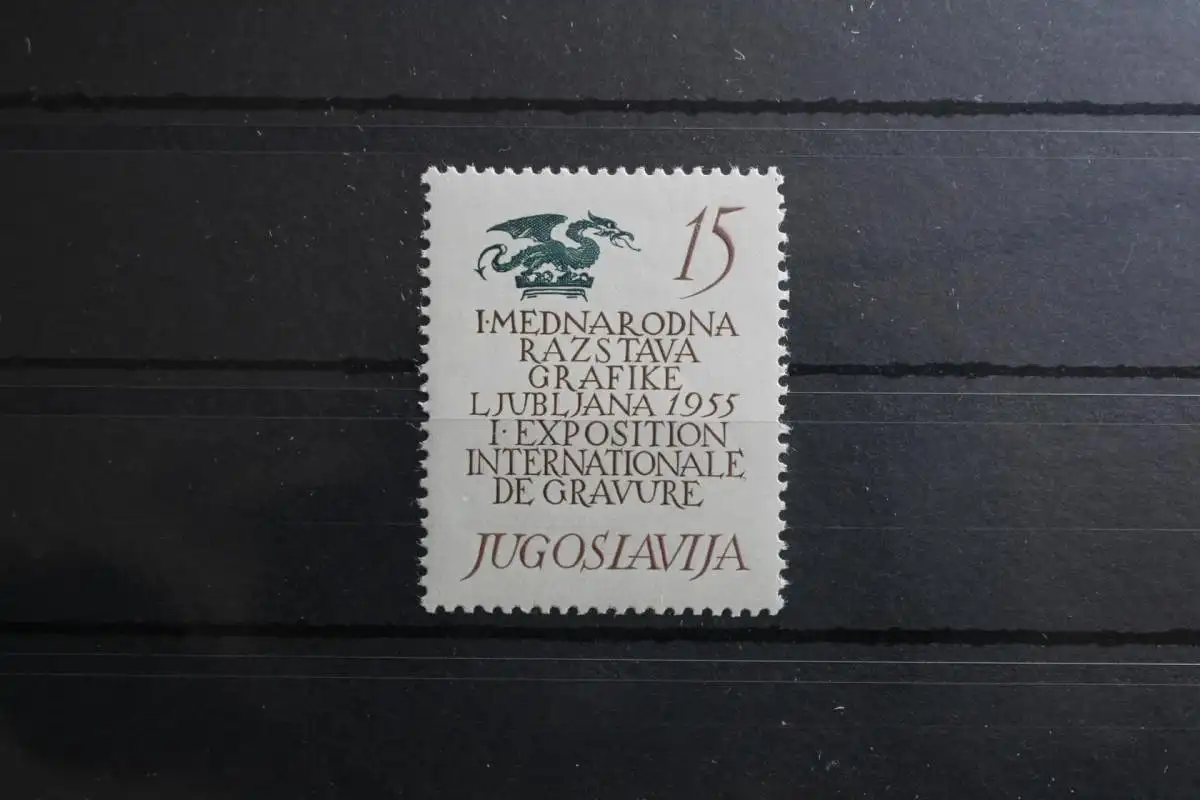 15
I·MEDNARODNA
RAZSTAVA
GRAFIKE
LJUBLJANA 1955
I·EXPOSITION
INTERNATIONALE
DE GRAVURE
JUGOSLAVIJA